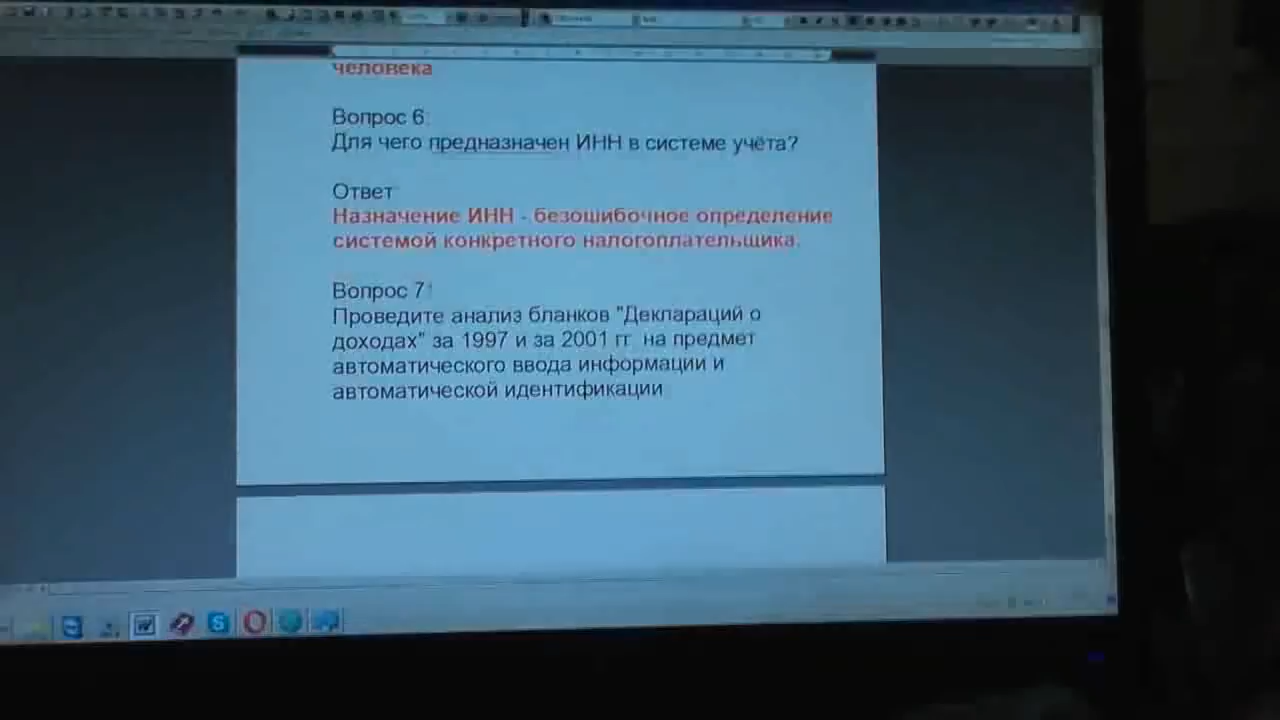 человека
Вопрос 6:
Для чего предназначен ИНН в системе учёта?
Ответ
Назначение ИНН - безошибочное определение
системой конкретного налогоплательщика.
Вопрос 7:
Проведите анализ бланков "Деклараций о
доходах" за 1997 и за 2001 гг. на предмет
автоматического ввода информации и
автоматической идентификации